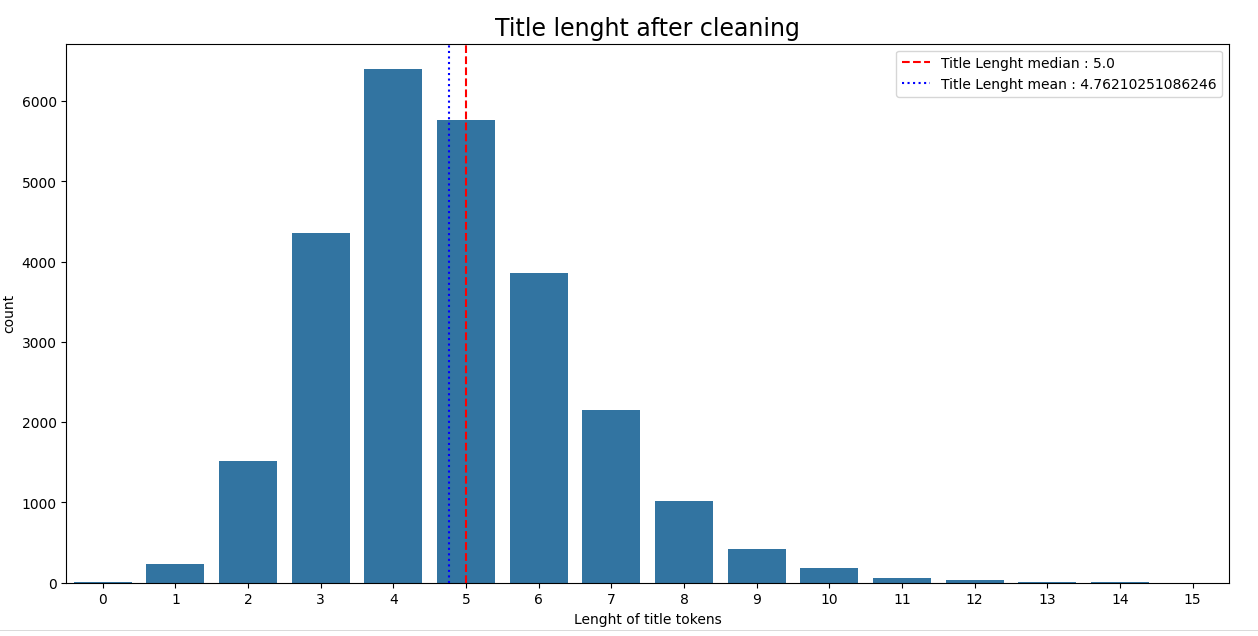 Title lenght after cleaning
Title Lenght median : 5.0
Title Lenght mean : 4.76210251086246
6000
5000
4000
3000
2000
1000
0
count
0 1 2 3 4 5 6 7 8 9 10 11 12 13 14 15
Lenght of title tokens